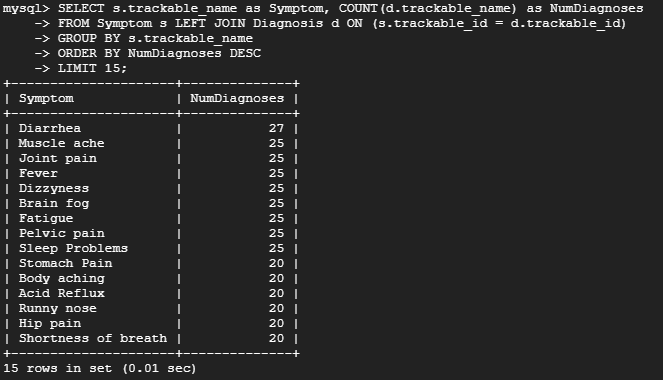 mysql> SELECT s.trackable_name as Symptom, COUNT(d.trackable_name) as NumDiagnoses
    -> FROM Symptom s LEFT JOIN Diagnosis d ON (s.trackable_id = d.trackable_id)
    -> GROUP BY s.trackable_name
    -> ORDER BY NumDiagnoses DESC
    -> LIMIT 15;
+---------------------+--------------+
| Symptom             | NumDiagnoses |
+---------------------+--------------+
| Diarrhea            |           27 |
| Muscle ache         |           25 |
| Joint pain          |           25 |
| Fever               |           25 |
| Dizzyness           |           25 |
| Brain fog           |           25 |
| Fatigue             |           25 |
| Pelvic pain         |           25 |
| Sleep Problems      |           25 |
| Stomach Pain        |           20 |
| Body aching         |           20 |
| Acid Reflux         |           20 |
| Runny nose          |           20 |
| Hip pain            |           20 |
| Shortness of breath |           20 |
+---------------------+--------------+
15 rows in set (0.01 sec)